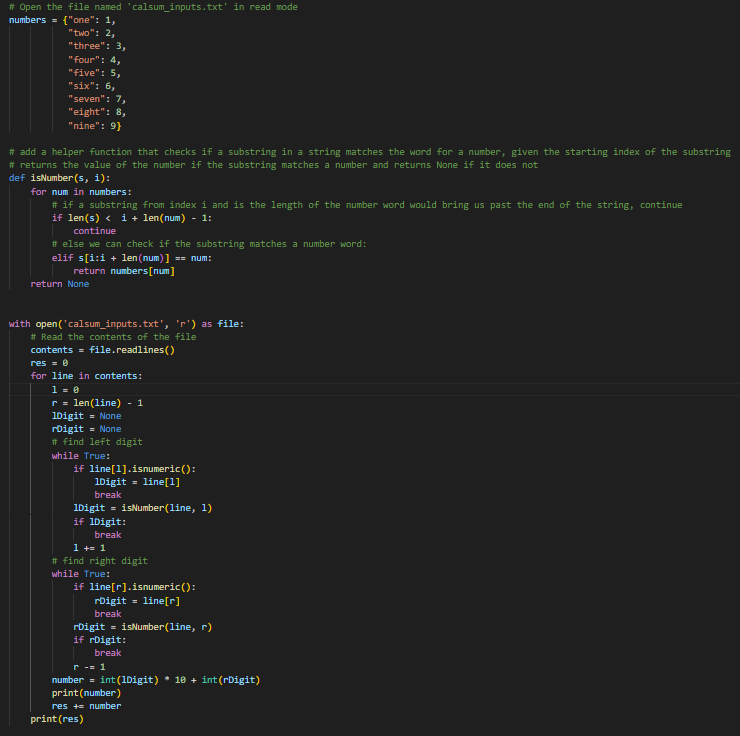 # Open the file named 'calsum_inputs.txt' in read mode
numbers = {"one": 1,
           "two": 2,
           "three": 3,
           "four": 4,
           "five": 5,
           "six": 6,
           "seven": 7,
           "eight": 8,
           "nine": 9}

# add a helper function that checks if a substring in a string matches the word for a number, given the starting index of the substring
# returns the value of the number if the substring matches a number and returns None if it does not
def isNumber(s, i):
    for num in numbers:
        # if a substring from index i and is the length of the number word would bring us past the end of the string, continue
        if len(s) <  i + len(num) - 1:
            continue
        # else we can check if the substring matches a number word:
        elif s[i:i + len(num)] == num:
            return numbers[num]
    return None


with open('calsum_inputs.txt', 'r') as file:
    # Read the contents of the file
    contents = file.readlines()
    res = 0
    for line in contents:
        l = 0
        r = len(line) - 1
        lDigit = None
        rDigit = None
        # find left digit
        while True:
            if line[l].isnumeric():
                lDigit = line[l]
                break
            lDigit = isNumber(line, l)
            if lDigit:
                break
            l += 1
        # find right digit
        while True:
            if line[r].isnumeric():
                rDigit = line[r]
                break
            rDigit = isNumber(line, r)
            if rDigit:
                break
            r -= 1
        number = int(lDigit) * 10 + int(rDigit)
        print(number)
        res += number
    print(res)